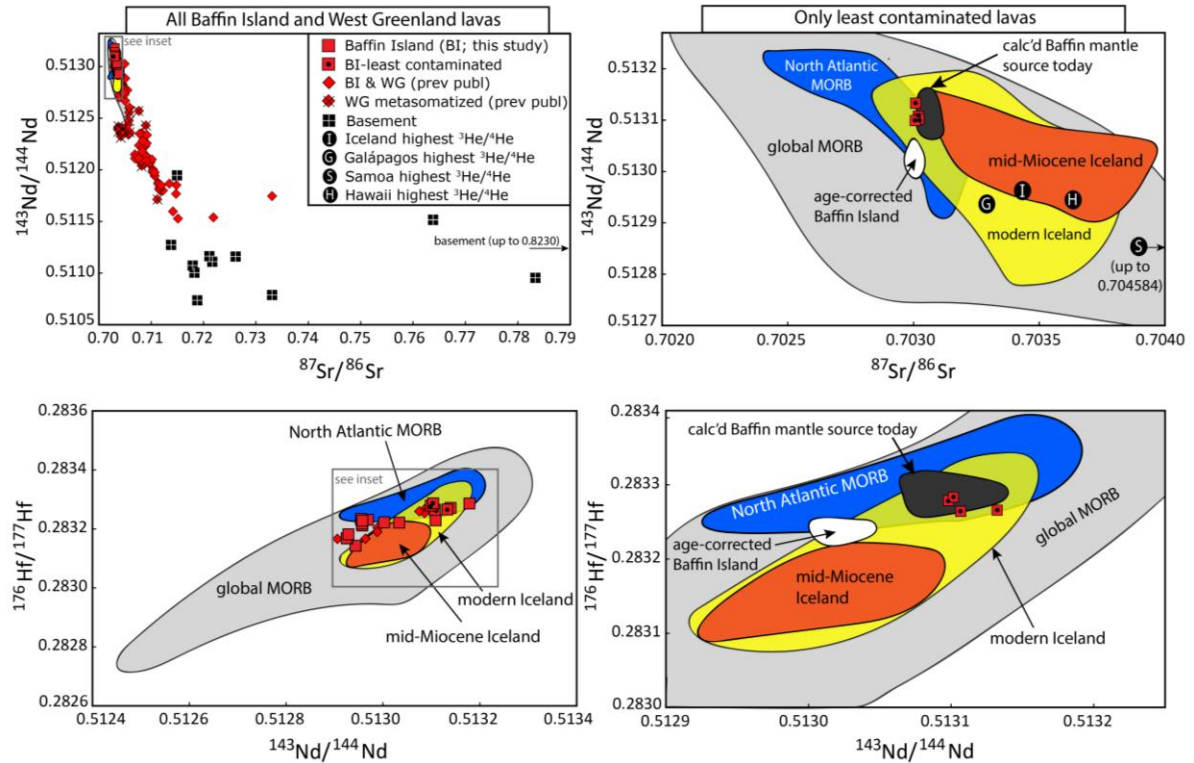 All Baffin Island and West Greenland lavas
Only least contaminated lavas
see inset
Baffin Island (BI; this study)
BI-least contaminated
BI & WG (prev publ)
WG metasomatized (prev publ)
Basement
I Iceland highest ³He/⁴He
G Galápagos highest ³He/⁴He
S Samoa highest ³He/⁴He
H Hawaii highest ³He/⁴He
basement (up to 0.8230)
0.5130
0.5125
0.5120
0.5115
0.5110
0.5105
¹⁴³Nd/¹⁴⁴Nd
0.70 0.71 0.72 0.73 0.74 0.75 0.76 0.77 0.78 0.79
⁸⁷Sr/⁸⁶Sr
North Atlantic
MORB
calc'd Baffin mantle
source today
global MORB
mid-Miocene Iceland
age-corrected
Baffin Island
modern Iceland
G
I
H
S
(up to
0.704584)
0.5132
0.5131
0.5130
0.5129
0.5128
0.5127
¹⁴³Nd/¹⁴⁴Nd
0.7020 0.7025 0.7030 0.7035 0.7040
⁸⁷Sr/⁸⁶Sr
0.2836
0.2834
0.2832
0.2830
0.2828
0.2826
¹⁷⁶Hf/¹⁷⁷Hf
North Atlantic MORB
see inset
global MORB
modern Iceland
mid-Miocene Iceland
0.5124 0.5126 0.5128 0.5130 0.5132 0.5134
¹⁴³Nd/¹⁴⁴Nd
0.2834
0.2833
0.2832
0.2831
0.2830
¹⁷⁶Hf/¹⁷⁷Hf
calc'd Baffin mantle source today
North Atlantic MORB
age-corrected
Baffin Island
global MORB
mid-Miocene
Iceland
modern Iceland
0.5129 0.5130 0.5131 0.5132
¹⁴³Nd/¹⁴⁴Nd